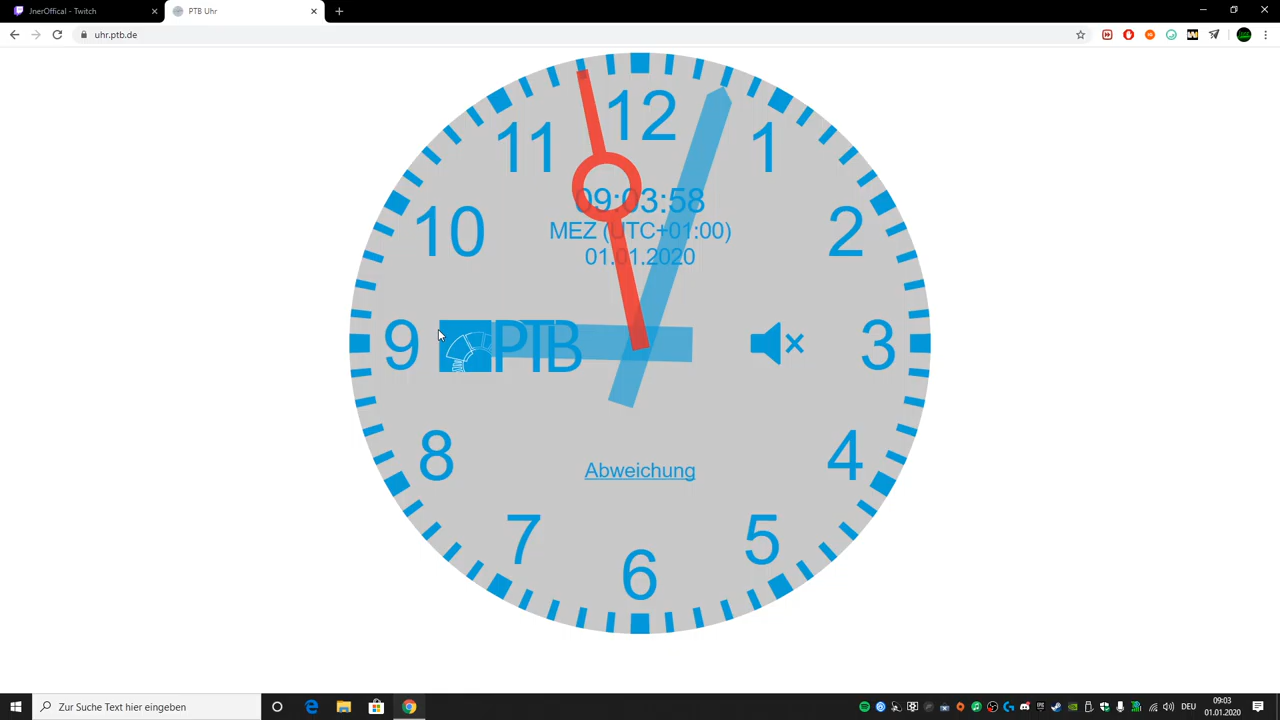 JnerOffical - Twitch
PTB Uhr
uhr.ptb.de
12
11
1
09:03:58
10
2
MEZ (UTC+01:00)
01.01.2020
9
PTB
3
8
Abweichung
4
7
5
6
Zur Suche Text hier eingeben
DEU
09:03
01.01.2020